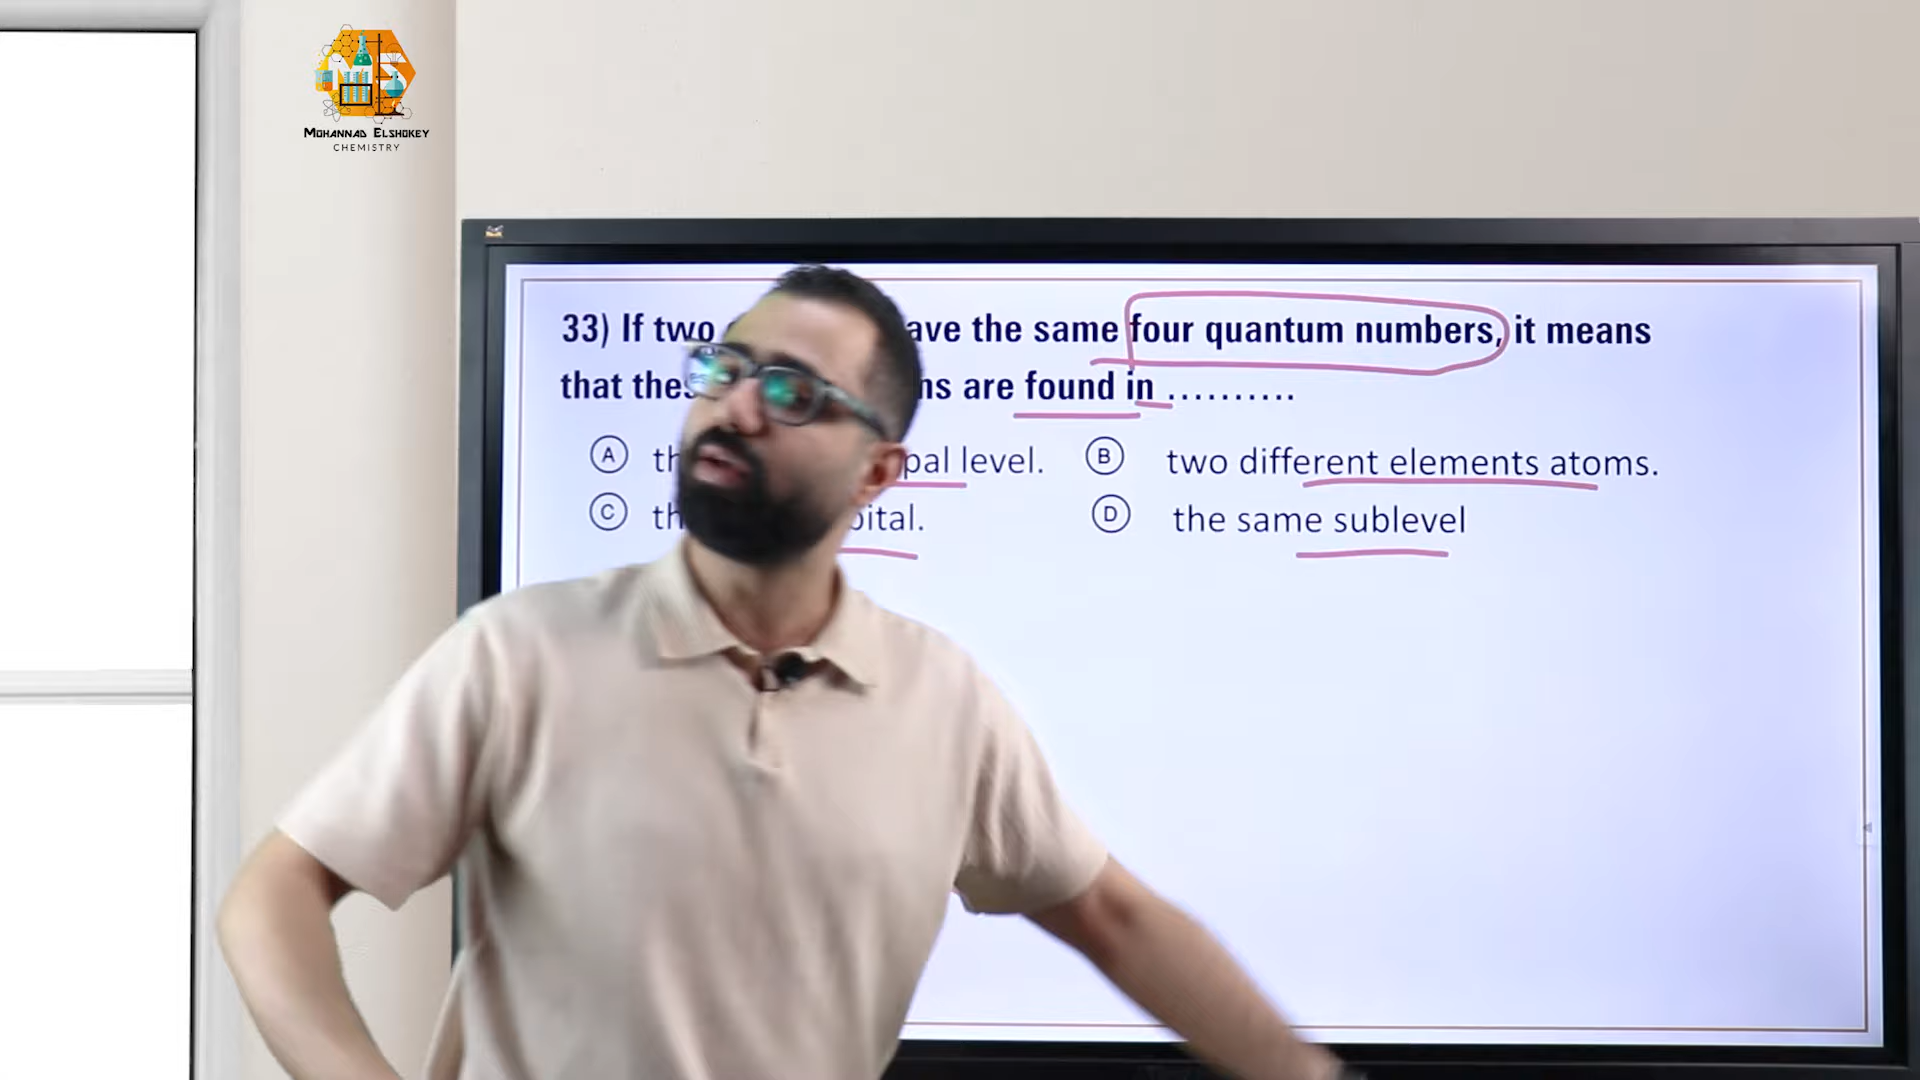 MOHANNAD ELSHOKEY
CHEMISTRY
33) If two ave the same four quantum numbers, it means
that thes ns are found in ..........
A th pal level. B two different elements atoms.
C th bital. D the same sublevel